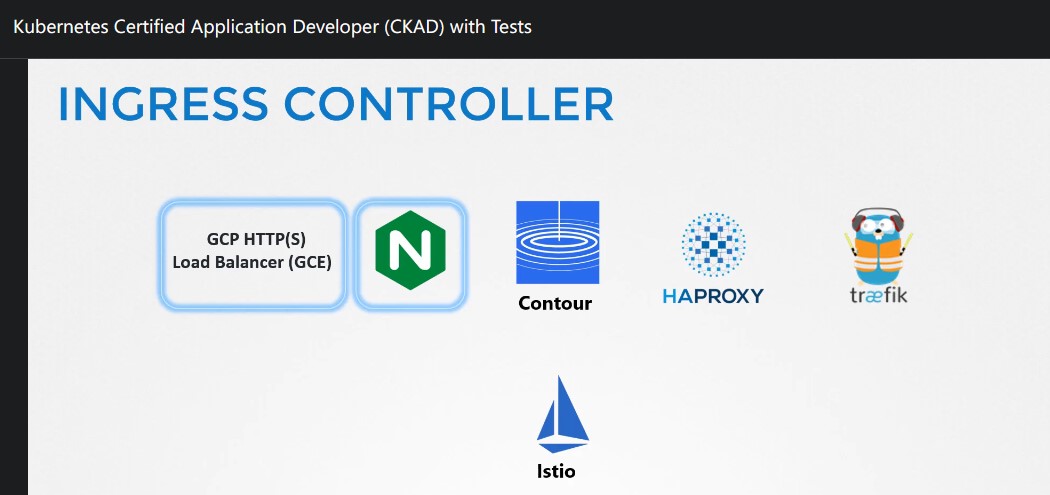 Kubernetes Certified Application Developer (CKAD) with Tests
INGRESS CONTROLLER
GCP HTTP(S)
Load Balancer (GCE)
N
Contour
HAPROXY
træfik
Istio